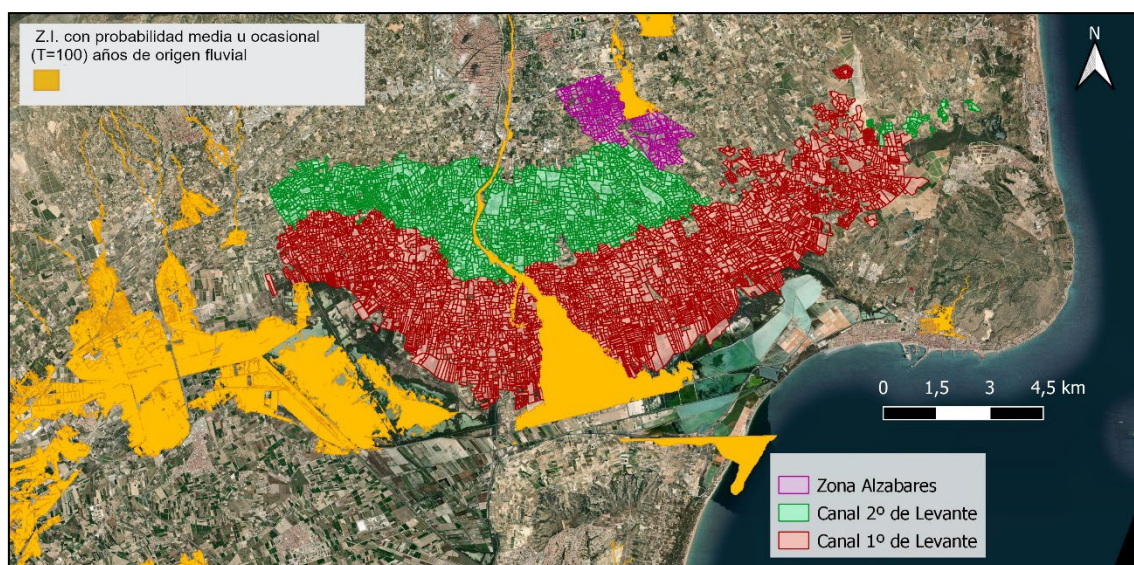 Z.I. con probabilidad media u ocasional
(T=100) años de origen fluvial
N
0 1,5 3 4,5 km
Zona Alzabares
Canal 2º de Levante
Canal 1º de Levante